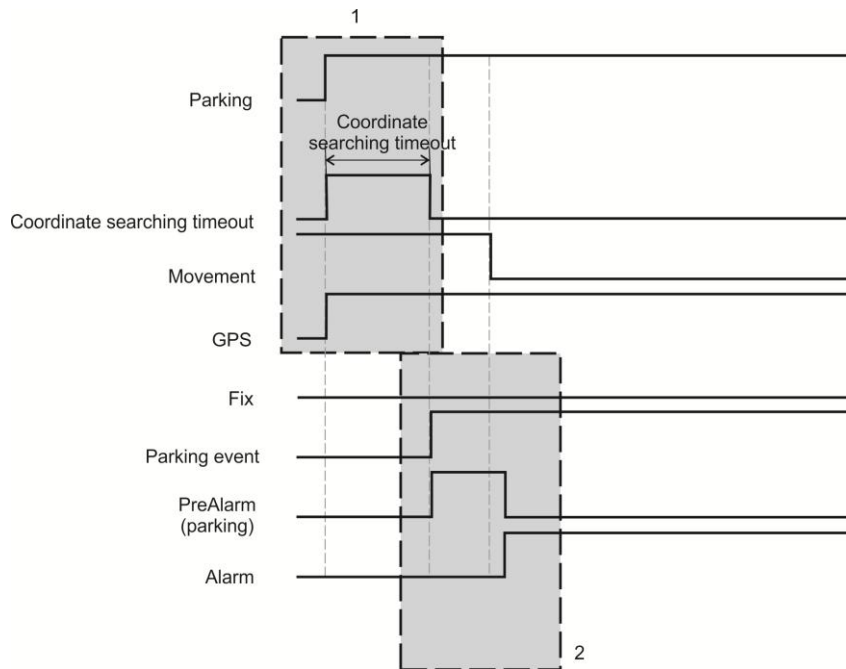 1
Parking
Coordinate
searching timeout
Coordinate searching timeout
Movement
GPS
Fix
Parking event
PreAlarm
(parking)
Alarm
2